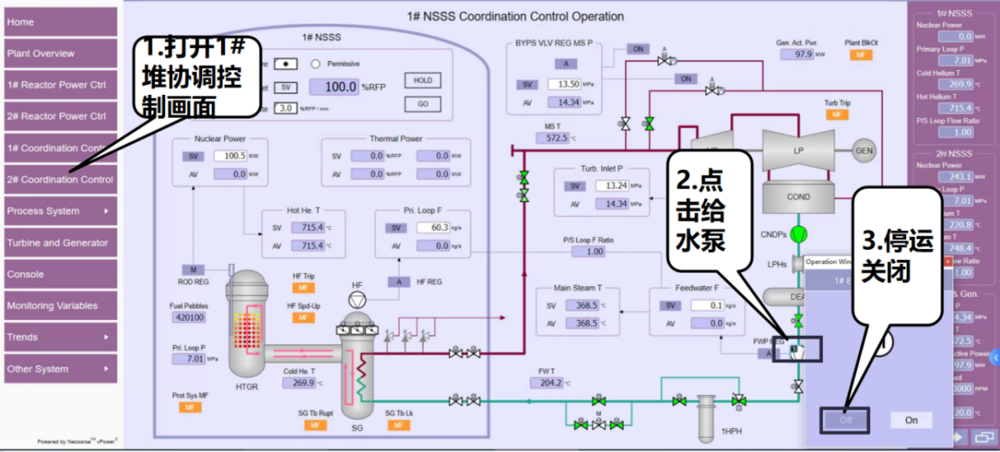 1# NSSS Coordination Control Operation
Home
Plant Overview
1# Reactor Power Ctrl
2# Reactor Power Ctrl
1# Coordination
2# Coordination Control
Process System
Turbine and Generator
Console
Monitoring Variables
Trends
Other System
Powered by Neoswise™ vPower®
1.打开1#
堆协调控
制画面
1# NSSS
Permissive
SV 100.0 %RFP
3.0 %RFP / min
HOLD
GO
Nuclear Power
SV 100.5 MW
AV 0.0 MW
Thermal Power
SV 0.0 %RFP 0.0 MW
AV 0.0 %RFP 0.0 MW
Hot He. T
SV 715.4 ℃
AV 715.4 ℃
Pri. Loop F
SV 60.3 kg/s
AV 0.0 kg/s
M
ROD REG
A
HF REG
HF Trip
MF
HF
HF Spd-Up
MF
Fuel Pebbles
420100
Pri. Loop P
7.01 MPa
Prot Sys MF
MF
HTGR
Cold He. T
269.9 ℃
SG Tb Rupt
MF
SG
SG Tb Lk
MF
BYPS VLV REG MS P
A
SV 13.50 MPa
AV 14.34 MPa
ON
ON
A
A
MS T
572.5 ℃
Gen. Act. Pwr.
97.9 MW
Plant BlkOt
MF
Turb Trip
MF
Turb. Inlet P
SV 13.24 MPa
AV 14.34 MPa
P/S Loop F Ratio
1.00
Main Steam T
SV 368.5 ℃
AV 368.5 ℃
Feedwater F
SV 0.1 kg/s
AV 0.0 kg/s
FWP REG
A
FW T
204.2 ℃
M
1HPH
LP
GEN
COND
CNDPs
LPHs
DEA
2.点
击给
水泵
3.停运
关闭
Operation Win
1#
Off
On
1# NSSS
Nuclear Power
0.0 MW
Primary Loop P
7.01 MPa
Cold Helium T
269.9 ℃
Hot Helium T
715.4 ℃
P/S Loop Flow Ratio
1.00
2# NSSS
Nuclear Power
243.1 MW
Loop P
7.01 MPa
220.8 ℃
748.4 ℃
Ratio
1.00
& Gen.
P
4.34 MPa
T
72.5 ℃
Active Power
97.9 MW
3000 RPM
20.0 ℃